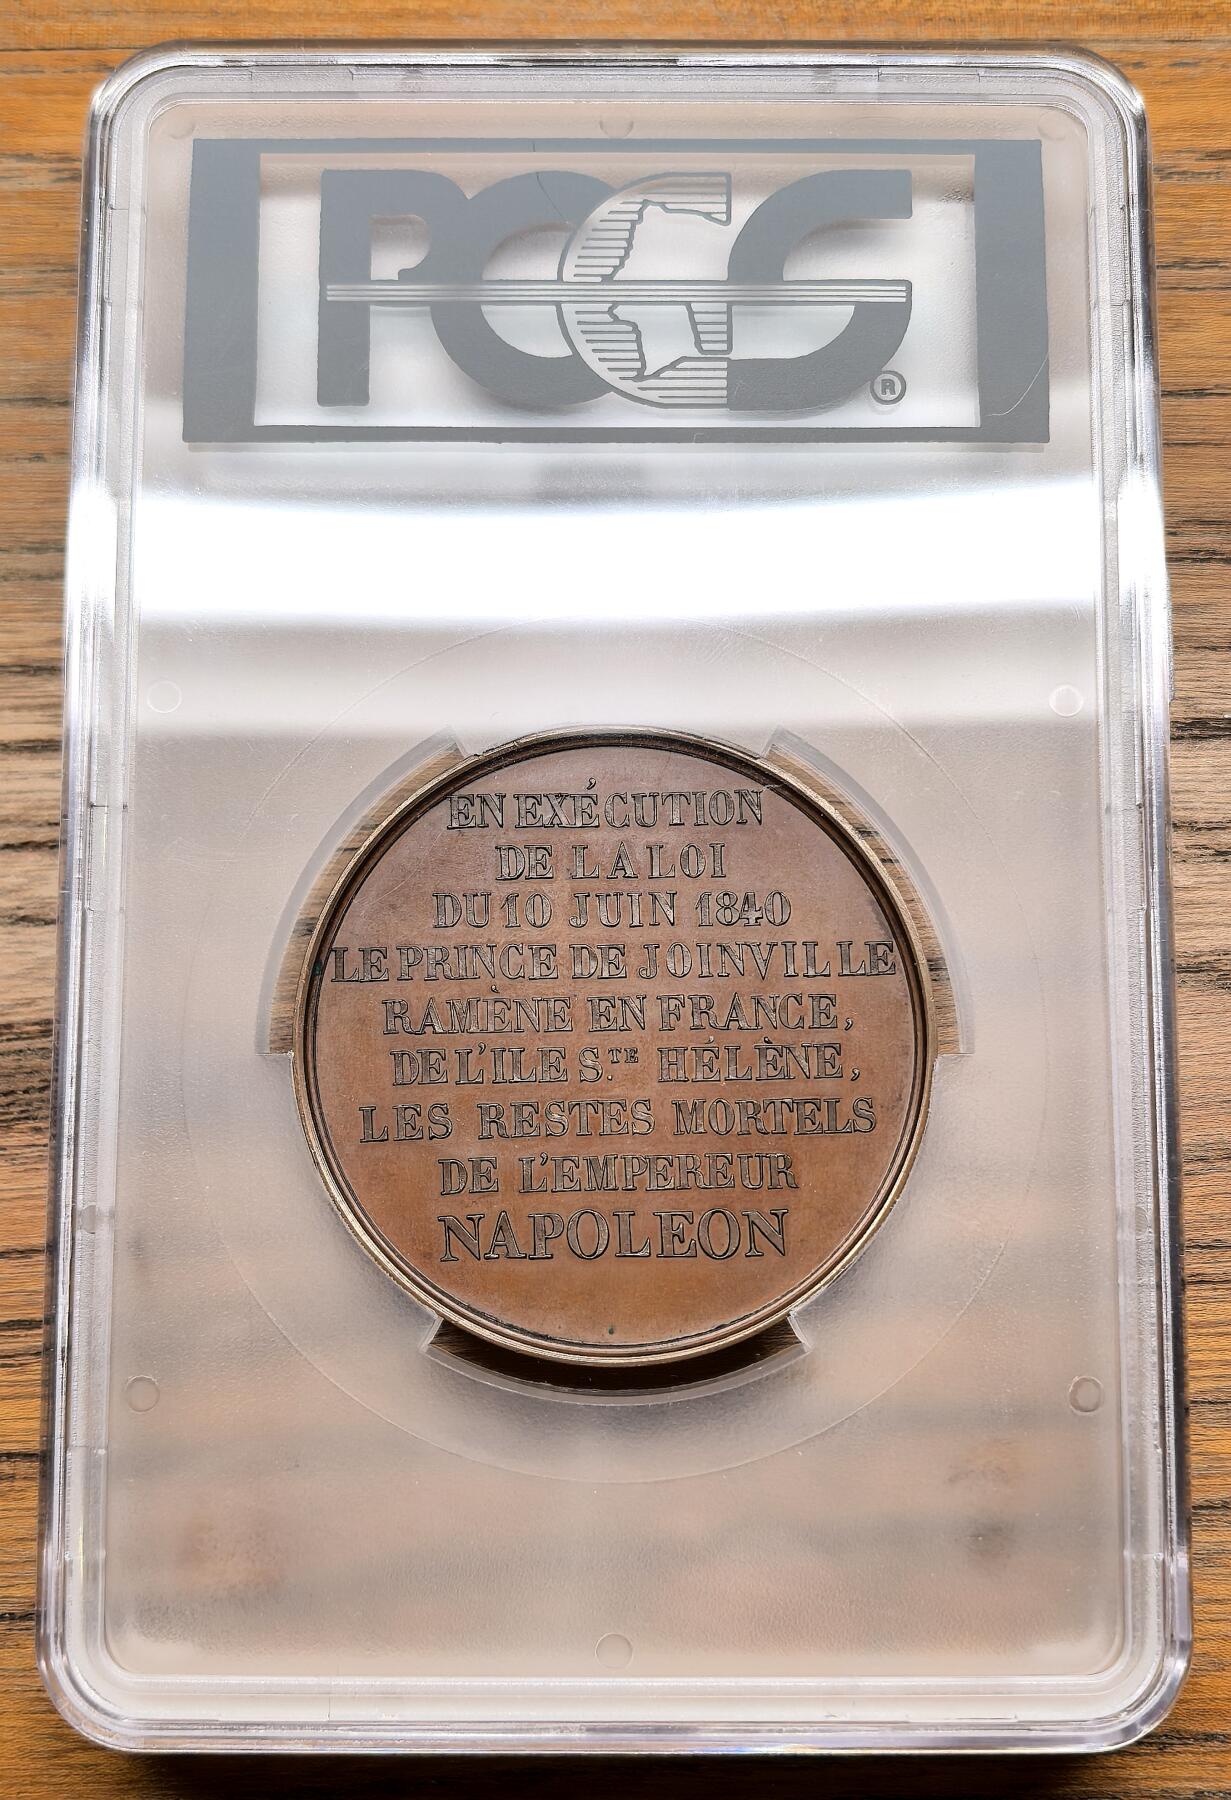 PCGS
®
EN EXÉCUTION
DE LA LOI
DU 10 JUIN 1840
LE PRINCE DE JOINVILLE
RAMÈNE EN FRANCE,
DE L'ILE S.TE HÉLÈNE,
LES RESTES MORTELS
DE L'EMPEREUR
NAPOLEON